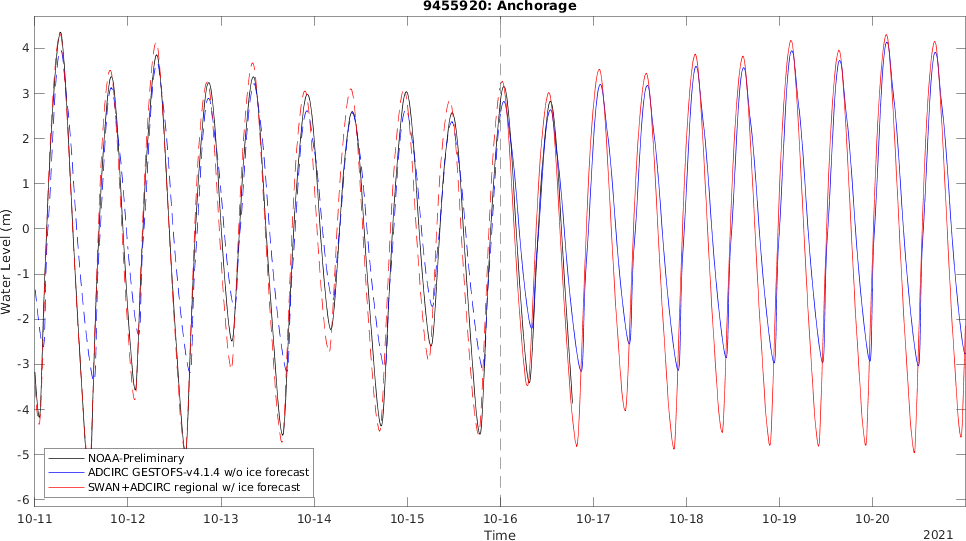 9455920: Anchorage
4
3
2
1
0
-1
-2
-3
-4
-5
-6
Water Level (m)
NOAA-Preliminary
ADCIRC GESTOFS-v4.1.4 w/o ice forecast
SWAN+ADCIRC regional w/ ice forecast
10-11 10-12 10-13 10-14 10-15 10-16 10-17 10-18 10-19 10-20
Time
2021